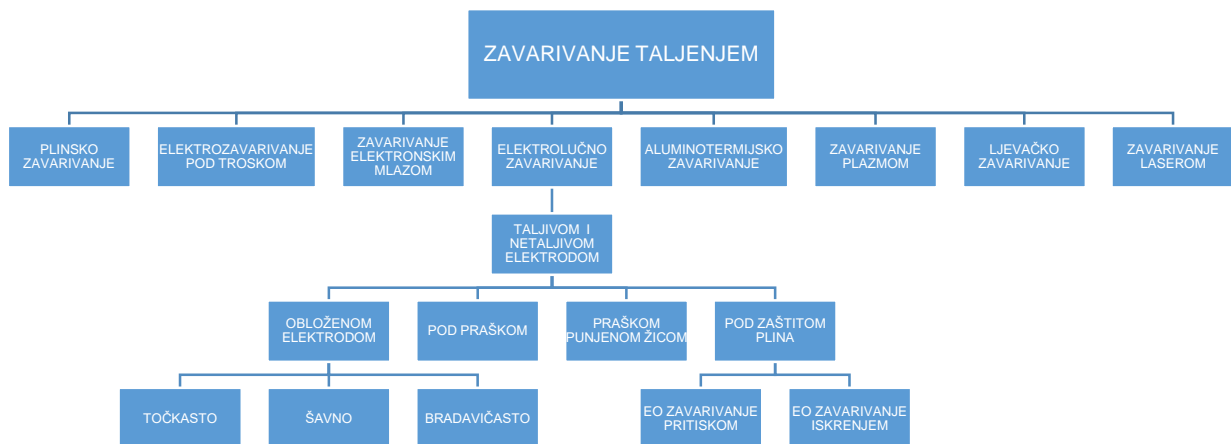 ZAVARIVANJE TALJENJEM
PLINSKO
ZAVARIVANJE
ELEKTROZAVARIVANJE
POD TROSKOM
ZAVARIVANJE
ELEKTRONSKIM
MLAZOM
ELEKTROLUČNO
ZAVARIVANJE
ALUMINOTERMIJSKO
ZAVARIVANJE
ZAVARIVANJE
PLAZMOM
LJEVAČKO
ZAVARIVANJE
ZAVARIVANJE
LASEROM
TALJIVOM I
NETALJIVOM
ELEKTRODOM
OBLOŽENOM
ELEKTRODOM
POD PRAŠKOM
PRAŠKOM
PUNJENOM ŽICOM
POD ZAŠTITOM
PLINA
TOČKASTO
ŠAVNO
BRADAVIČASTO
EO ZAVARIVANJE
PRITISKOM
EO ZAVARIVANJE
ISKRENJEM